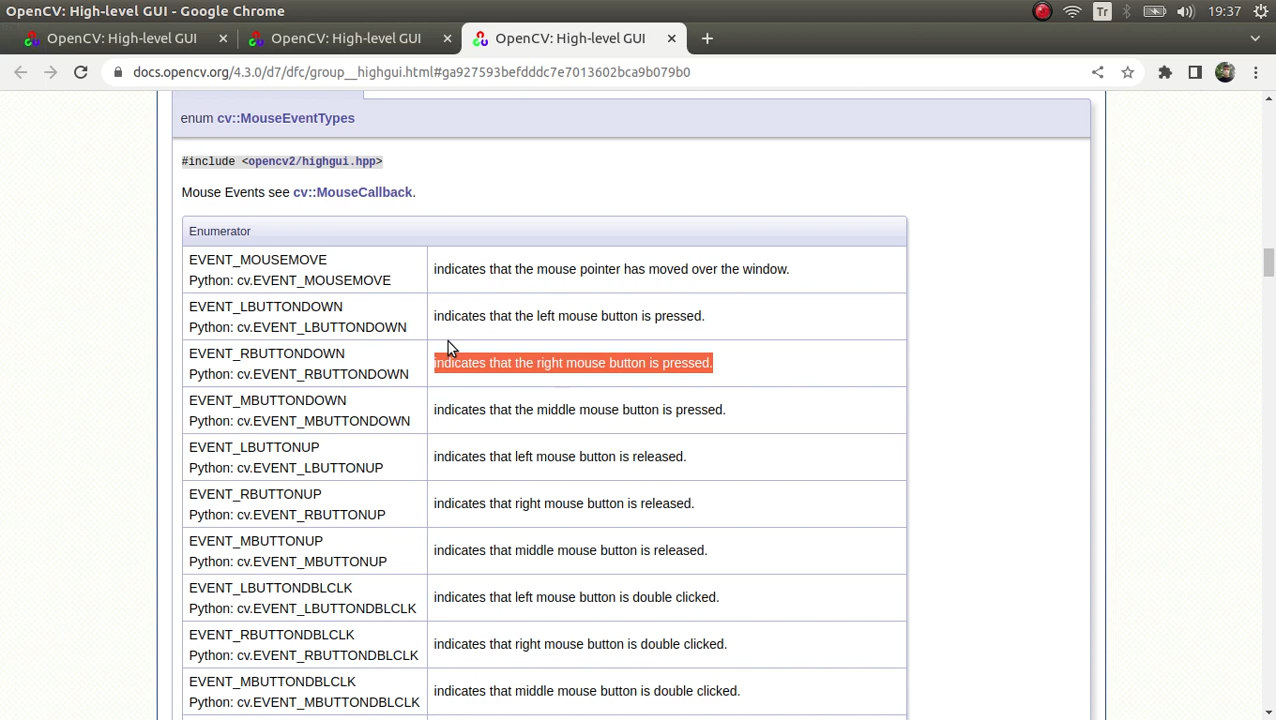 OpenCV: High-level GUI - Google Chrome
Tr
19:37
OpenCV: High-level GUI
OpenCV: High-level GUI
OpenCV: High-level GUI
docs.opencv.org/4.3.0/d7/dfc/group__highgui.html#ga927593befdddc7e7013602bca9b079b0
enum cv::MouseEventTypes
#include <opencv2/highgui.hpp>
Mouse Events see cv::MouseCallback.
Enumerator
EVENT_MOUSEMOVE
Python: cv.EVENT_MOUSEMOVE
indicates that the mouse pointer has moved over the window.
EVENT_LBUTTONDOWN
Python: cv.EVENT_LBUTTONDOWN
indicates that the left mouse button is pressed.
EVENT_RBUTTONDOWN
Python: cv.EVENT_RBUTTONDOWN
indicates that the right mouse button is pressed.
EVENT_MBUTTONDOWN
Python: cv.EVENT_MBUTTONDOWN
indicates that the middle mouse button is pressed.
EVENT_LBUTTONUP
Python: cv.EVENT_LBUTTONUP
indicates that left mouse button is released.
EVENT_RBUTTONUP
Python: cv.EVENT_RBUTTONUP
indicates that right mouse button is released.
EVENT_MBUTTONUP
Python: cv.EVENT_MBUTTONUP
indicates that middle mouse button is released.
EVENT_LBUTTONDBLCLK
Python: cv.EVENT_LBUTTONDBLCLK
indicates that left mouse button is double clicked.
EVENT_RBUTTONDBLCLK
Python: cv.EVENT_RBUTTONDBLCLK
indicates that right mouse button is double clicked.
EVENT_MBUTTONDBLCLK
Python: cv.EVENT_MBUTTONDBLCLK
indicates that middle mouse button is double clicked.